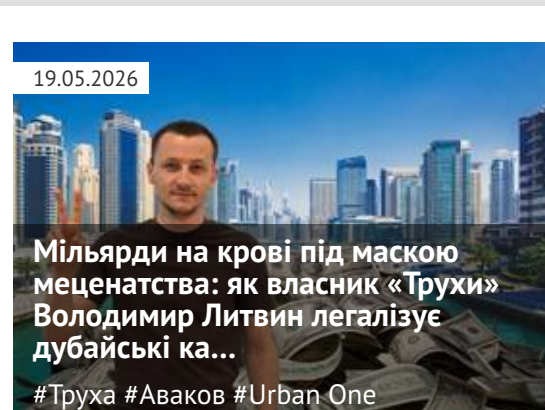 19.05.2026
Мільярди на крові під маскою
меценатства: як власник «Трухи»
Володимир Литвин легалізує
дубайські ка...
#Труха #Аваков #Urban One